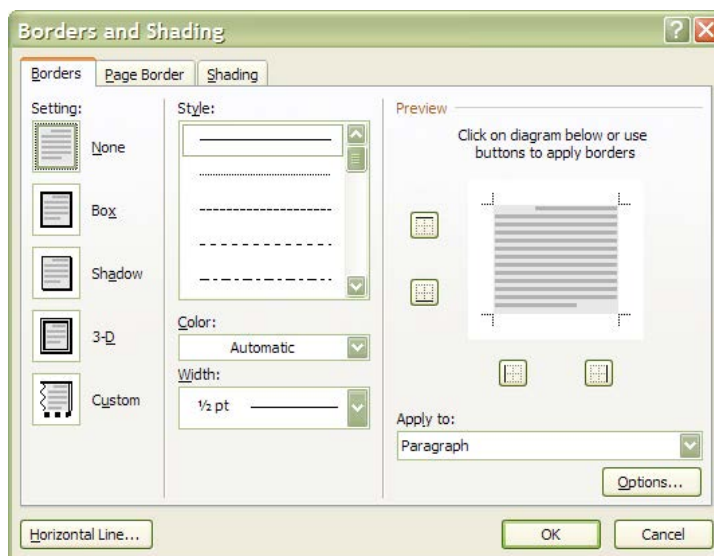 Borders and Shading
Borders
Page Border
Shading
Setting:
None
Box
Shadow
3-D
Custom
Style:
Color:
Automatic
Width:
½ pt
Preview
Click on diagram below or use
buttons to apply borders
Apply to:
Paragraph
Options...
Horizontal Line...
OK
Cancel